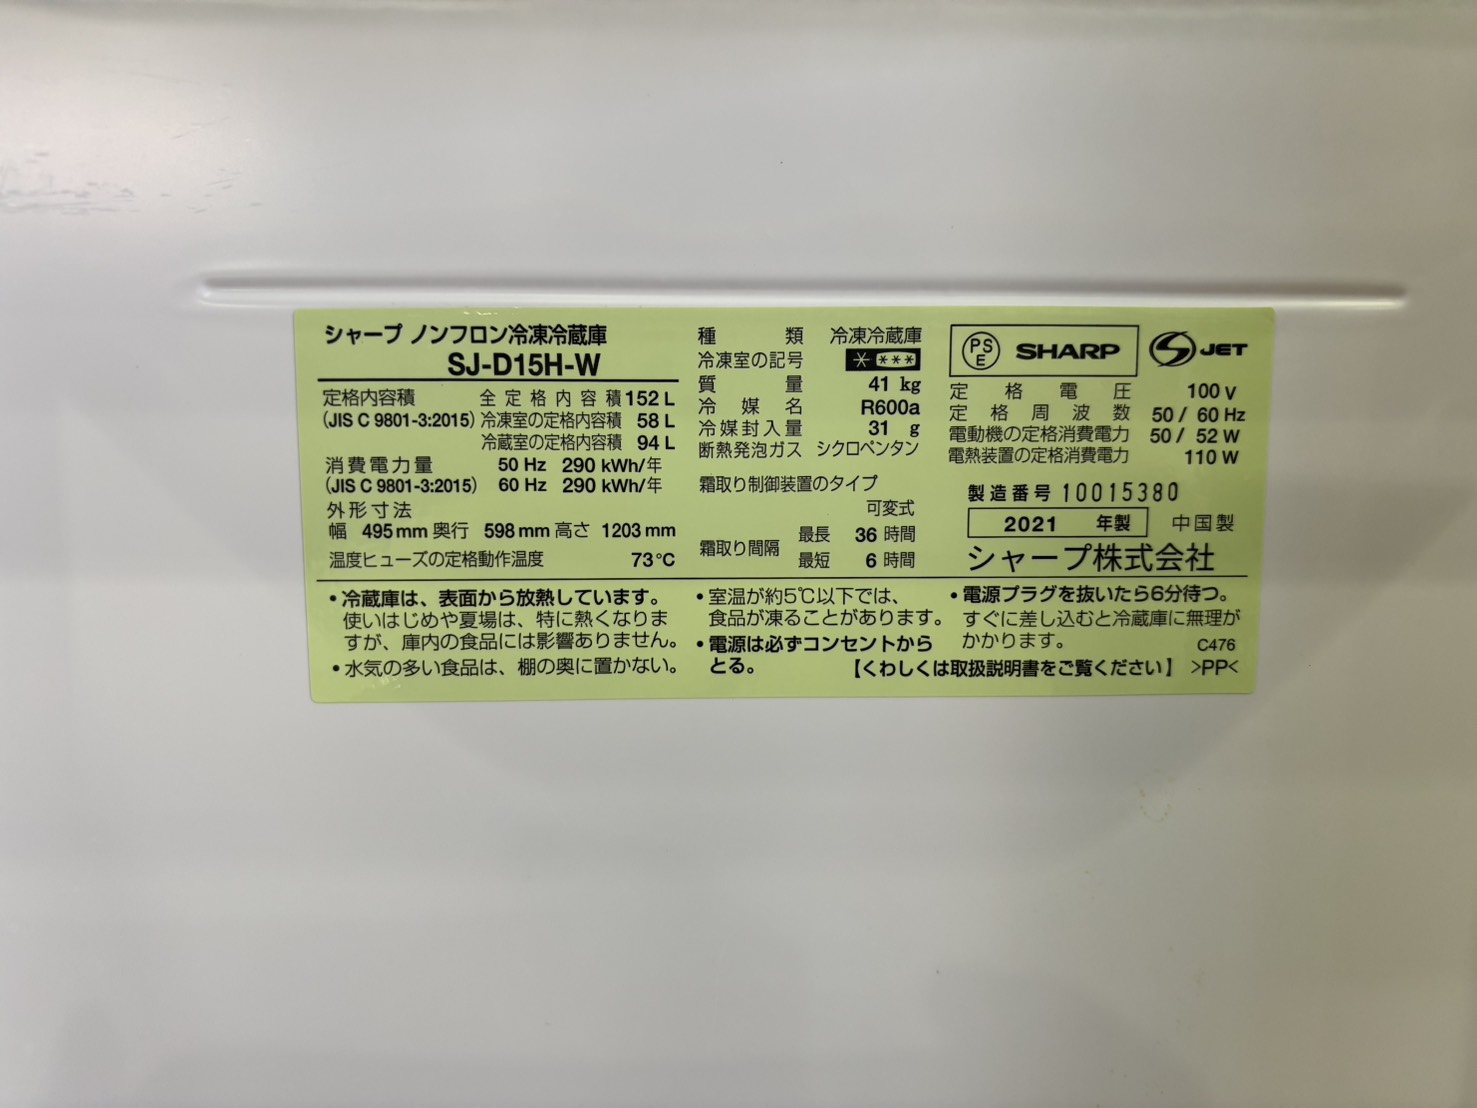 シャープ ノンフロン冷凍冷蔵庫
SJ-D15H-W
定格内容積 全定格内容積 152 L
(JIS C 9801-3:2015) 冷凍室の定格内容積 58 L
冷蔵室の定格内容積 94 L
消費電力量 50 Hz 290 kWh/年
(JIS C 9801-3:2015) 60 Hz 290 kWh/年
外形寸法
幅 495 mm 奥行 598 mm 高さ 1203 mm
温度ヒューズの定格動作温度 73℃
種類 冷凍冷蔵庫
冷凍室の記号 ****
質量 41 kg
冷媒名 R600a
冷媒封入量 31 g
断熱発泡ガス シクロペンタン
霜取り制御装置のタイプ
可変式
霜取り間隔 最長 36 時間
最短 6 時間
PSE SHARP S JET
定格電圧 100 V
定格周波数 50 / 60 Hz
電動機の定格消費電力 50 / 52 W
電熱装置の定格消費電力 110 W
製造番号 10015380
2021 年製 中国製
シャープ株式会社
・冷蔵庫は、表面から放熱しています。
使いはじめや夏場は、特に熱くなりま
すが、庫内の食品には影響ありません。
・水気の多い食品は、棚の奥に置かない。
・室温が約5℃以下では、
食品が凍ることがあります。
・電源は必ずコンセントから
とる。
・電源プラグを抜いたら6分待つ。
すぐに差し込むと冷蔵庫に無理が
かかります。 C476
【くわしくは取扱説明書をご覧ください】 >PP<